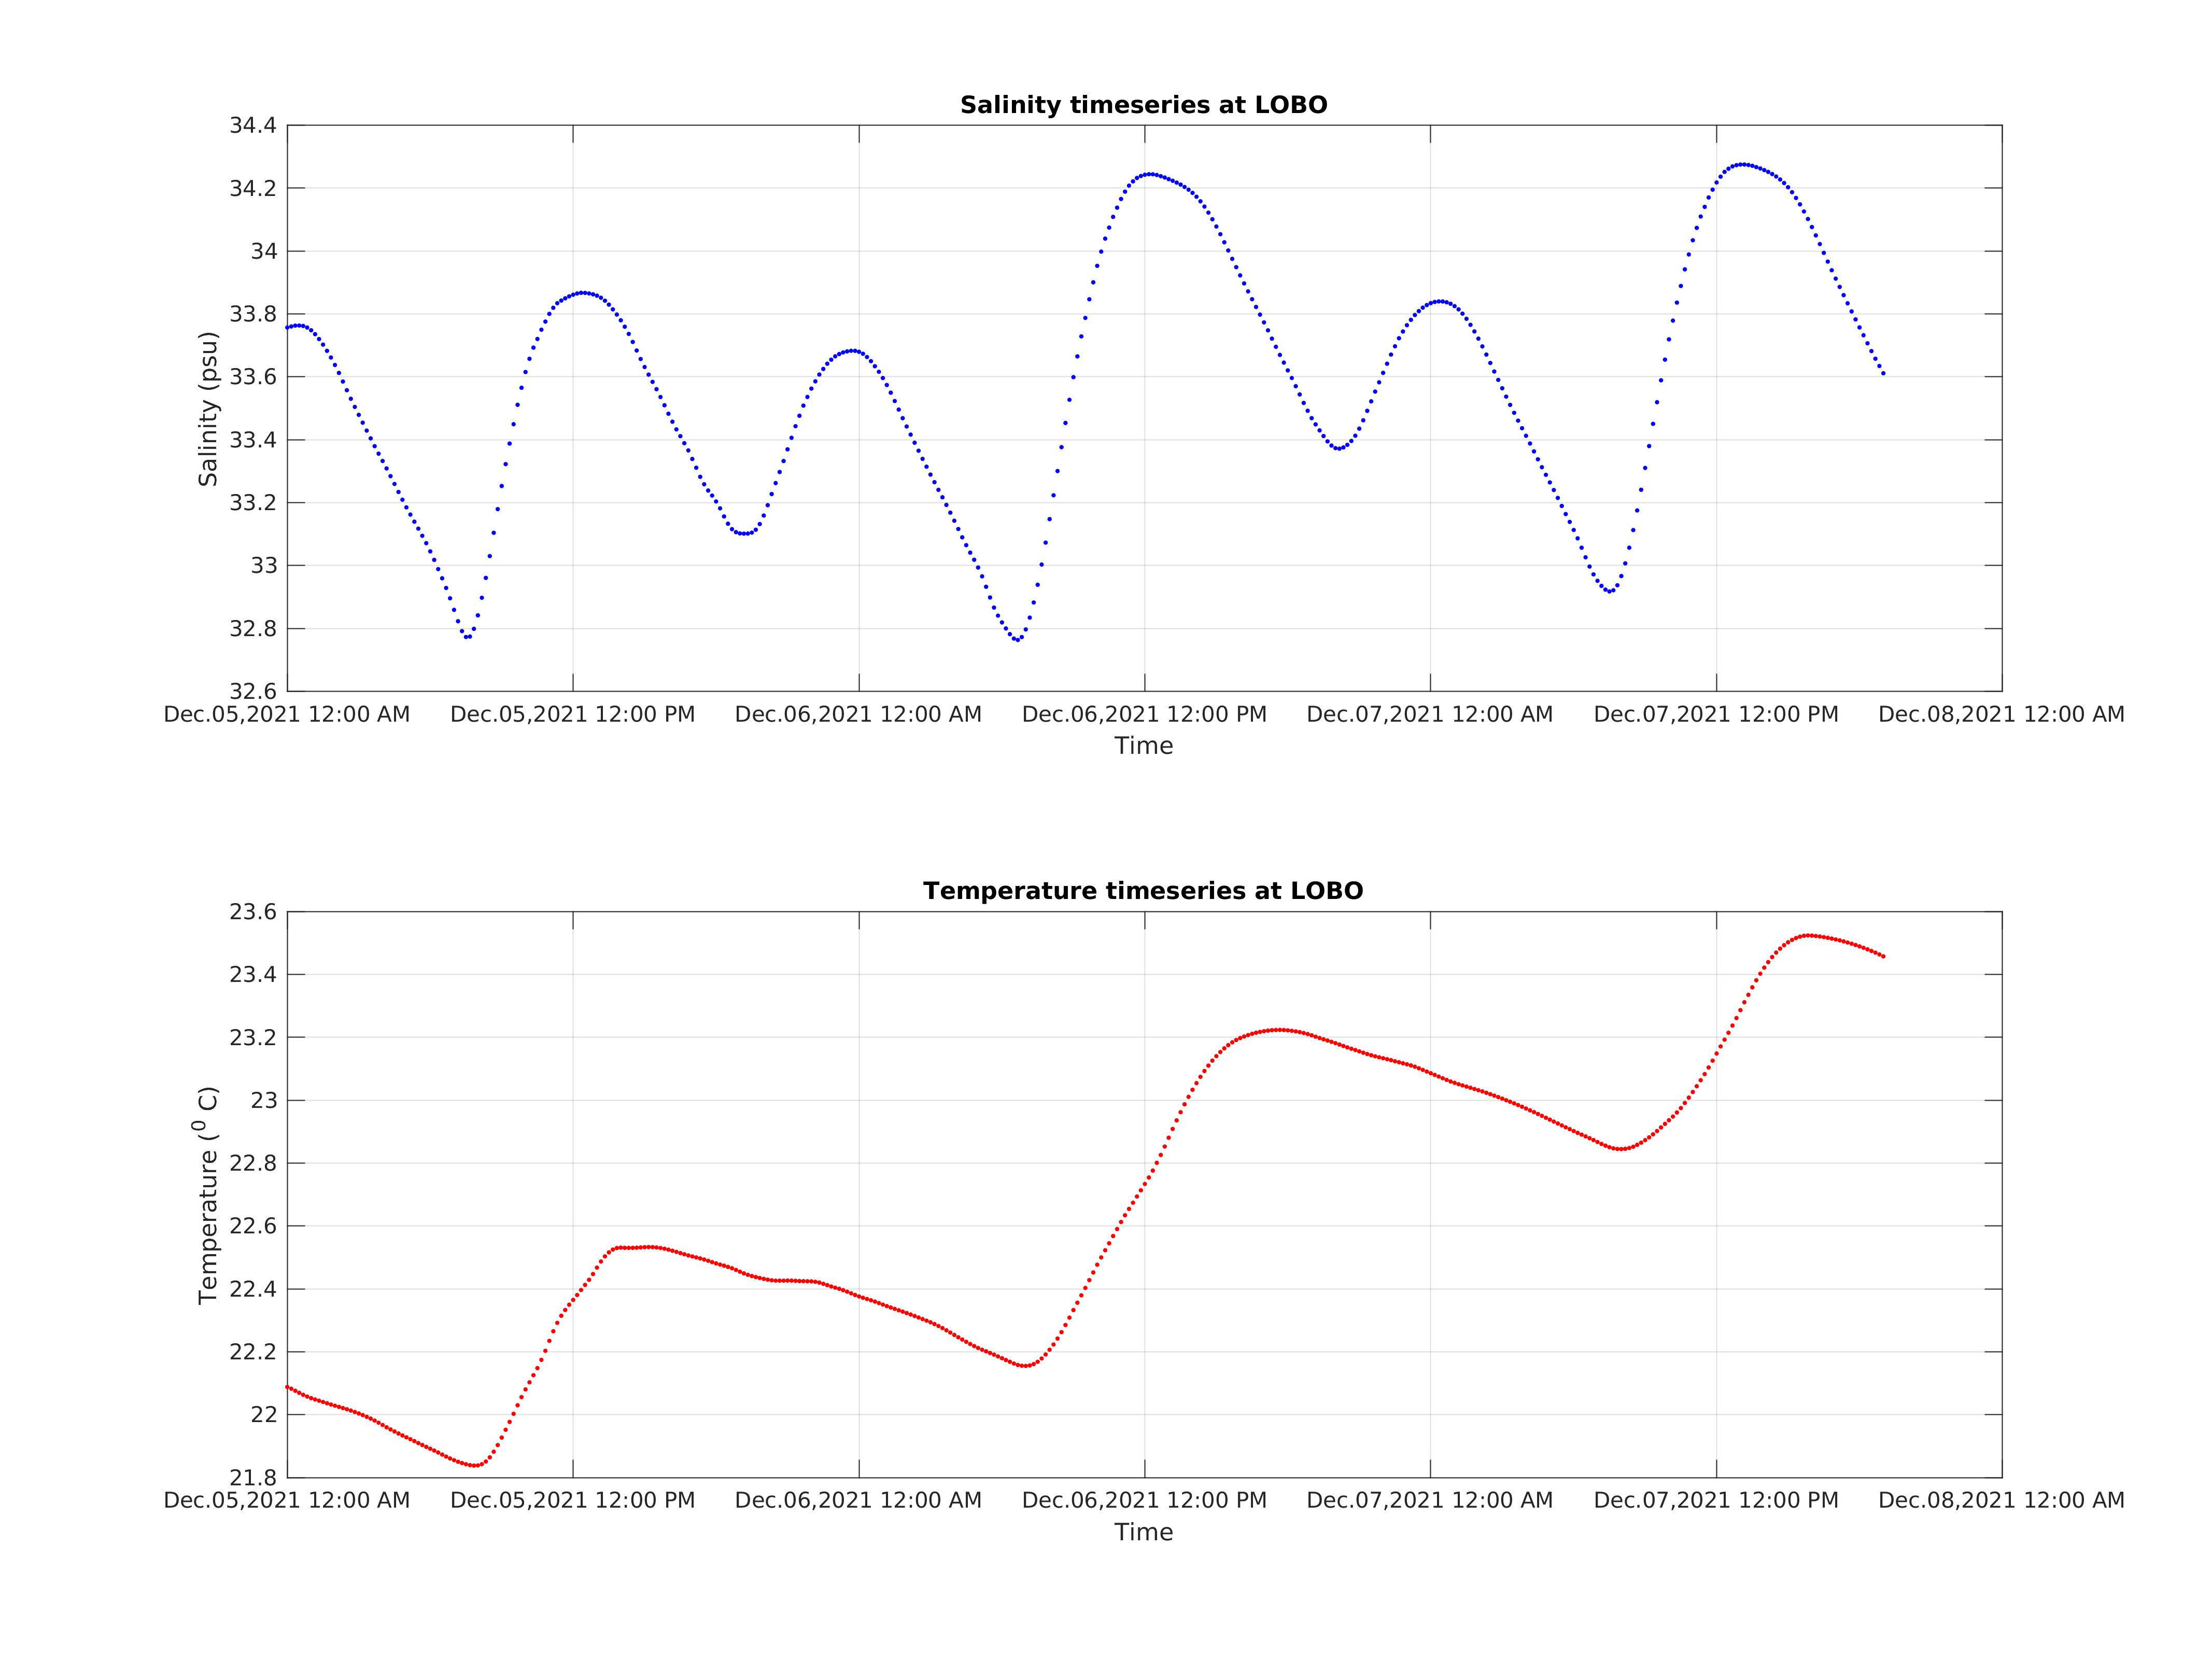 Salinity timeseries at LOBO
34.4
34.2
34
33.8
33.6
33.4
33.2
33
32.8
32.6
Salinity (psu)
Dec.05,2021 12:00 AM Dec.05,2021 12:00 PM Dec.06,2021 12:00 AM Dec.06,2021 12:00 PM Dec.07,2021 12:00 AM Dec.07,2021 12:00 PM Dec.08,2021 12:00 AM
Time
Temperature timeseries at LOBO
23.6
23.4
23.2
23
22.8
22.6
22.4
22.2
22
21.8
Temperature (⁰ C)
Dec.05,2021 12:00 AM Dec.05,2021 12:00 PM Dec.06,2021 12:00 AM Dec.06,2021 12:00 PM Dec.07,2021 12:00 AM Dec.07,2021 12:00 PM Dec.08,2021 12:00 AM
Time